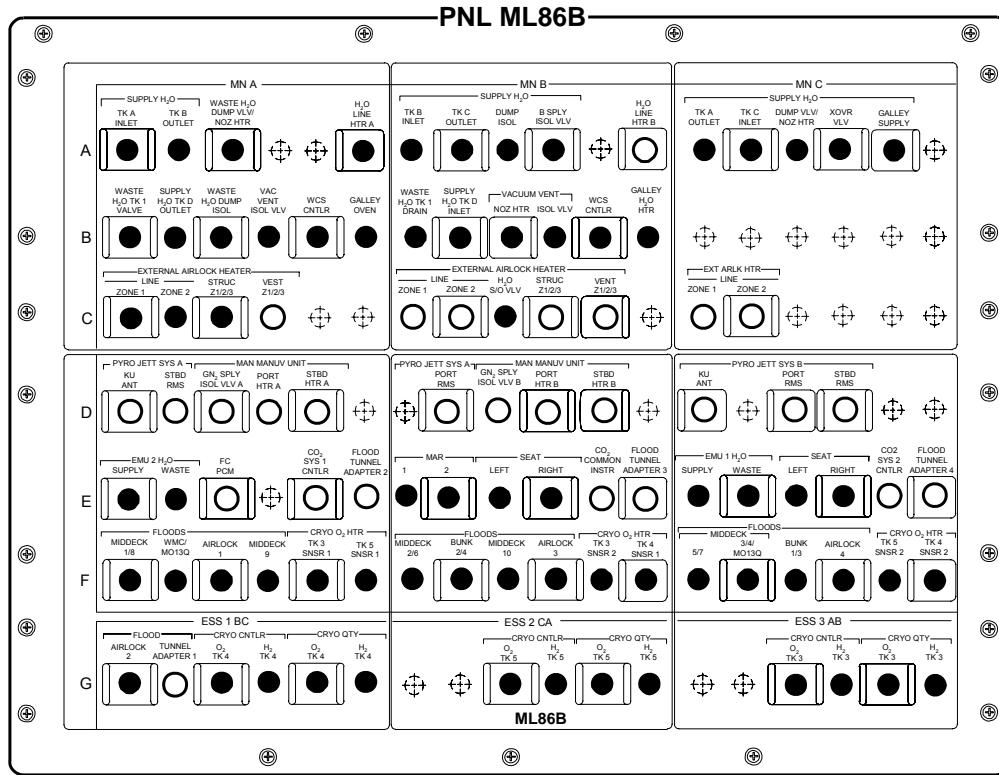 PNL ML86B
MN A
MN B
MN C
SUPPLY H2O
TK A
INLET
TK B
OUTLET
WASTE H2O
DUMP VLV/
NOZ HTR
H2O
LINE
HTR A
SUPPLY H2O
TK B
INLET
TK C
OUTLET
DUMP
ISOL
B SPLY
ISOL VLV
H2O
LINE
HTR B
SUPPLY H2O
TK A
OUTLET
TK C
INLET
DUMP VLV/
NOZ HTR
XOVR
VLV
GALLEY
SUPPLY
A
WASTE
H2O TK 1
VALVE
SUPPLY
H2O TK D
OUTLET
WASTE
H2O DUMP
ISOL
VAC
VENT
ISOL VLV
WCS
CNTLR
GALLEY
OVEN
WASTE
H2O TK 1
DRAIN
SUPPLY
H2O TK D
INLET
VACUUM VENT
NOZ HTR
ISOL VLV
WCS
CNTLR
GALLEY
H2O
HTR
B
EXTERNAL AIRLOCK HEATER
LINE
ZONE 1
ZONE 2
STRUC
Z1/2/3
VEST
Z1/2/3
EXTERNAL AIRLOCK HEATER
LINE
ZONE 1
ZONE 2
H2O
S/O VLV
STRUC
Z1/2/3
VENT
Z1/2/3
EXT ARLK HTR
LINE
ZONE 1
ZONE 2
C
PYRO JETT SYS A
KU
ANT
STBD
RMS
MAN MANUV UNIT
GN2 SPLY
ISOL VLV A
PORT
HTR A
STBD
HTR A
PYRO JETT SYS A
PORT
RMS
MAN MANUV UNIT
GN2 SPLY
ISOL VLV B
PORT
HTR B
STBD
HTR B
PYRO JETT SYS B
KU
ANT
PORT
RMS
STBD
RMS
D
EMU 2 H2O
SUPPLY
WASTE
FC
PCM
CO2
SYS 1
CNTLR
FLOOD
TUNNEL
ADAPTER 2
MAR
1
2
SEAT
LEFT
RIGHT
CO2
COMMON
INSTR
FLOOD
TUNNEL
ADAPTER 3
EMU 1 H2O
SUPPLY
WASTE
SEAT
LEFT
RIGHT
CO2
SYS 2
CNTLR
FLOOD
TUNNEL
ADAPTER 4
E
FLOODS
MIDDECK
1/8
WMC/
MO13Q
AIRLOCK
1
MIDDECK
9
CRYO O2 HTR
TK 3
SNSR 1
TK 5
SNSR 1
FLOODS
MIDDECK
2/6
BUNK
2/4
MIDDECK
10
AIRLOCK
3
CRYO O2 HTR
TK 3
SNSR 2
TK 4
SNSR 1
FLOODS
MIDDECK
5/7
3/4/
MO13Q
BUNK
1/3
AIRLOCK
4
CRYO O2 HTR
TK 5
SNSR 2
TK 4
SNSR 2
F
ESS 1 BC
ESS 2 CA
ESS 3 AB
FLOOD
AIRLOCK
2
TUNNEL
ADAPTER 1
CRYO CNTLR
O2
TK 4
H2
TK 4
CRYO QTY
O2
TK 4
H2
TK 4
CRYO CNTLR
O2
TK 5
H2
TK 5
CRYO QTY
O2
TK 5
H2
TK 5
CRYO CNTLR
O2
TK 3
H2
TK 3
CRYO QTY
O2
TK 3
H2
TK 3
G
ML86B